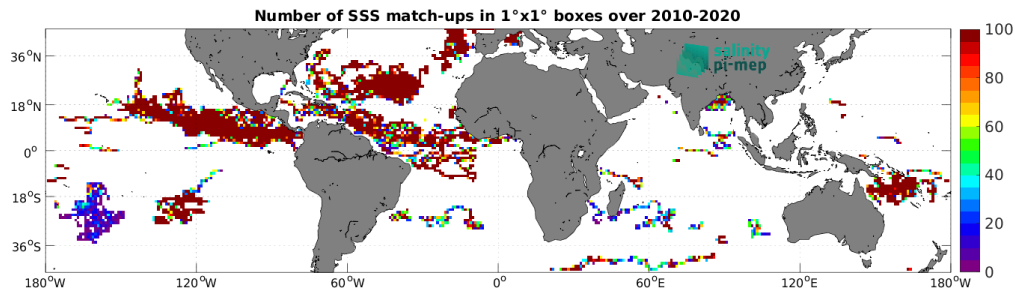 Number of SSS match-ups in 1°x1° boxes over 2010-2020
36°N
18°N
0°
18°S
36°S
180°W
120°W
60°W
0°
60°E
120°E
180°W
salinity
pi-mep
100
80
60
40
20
0